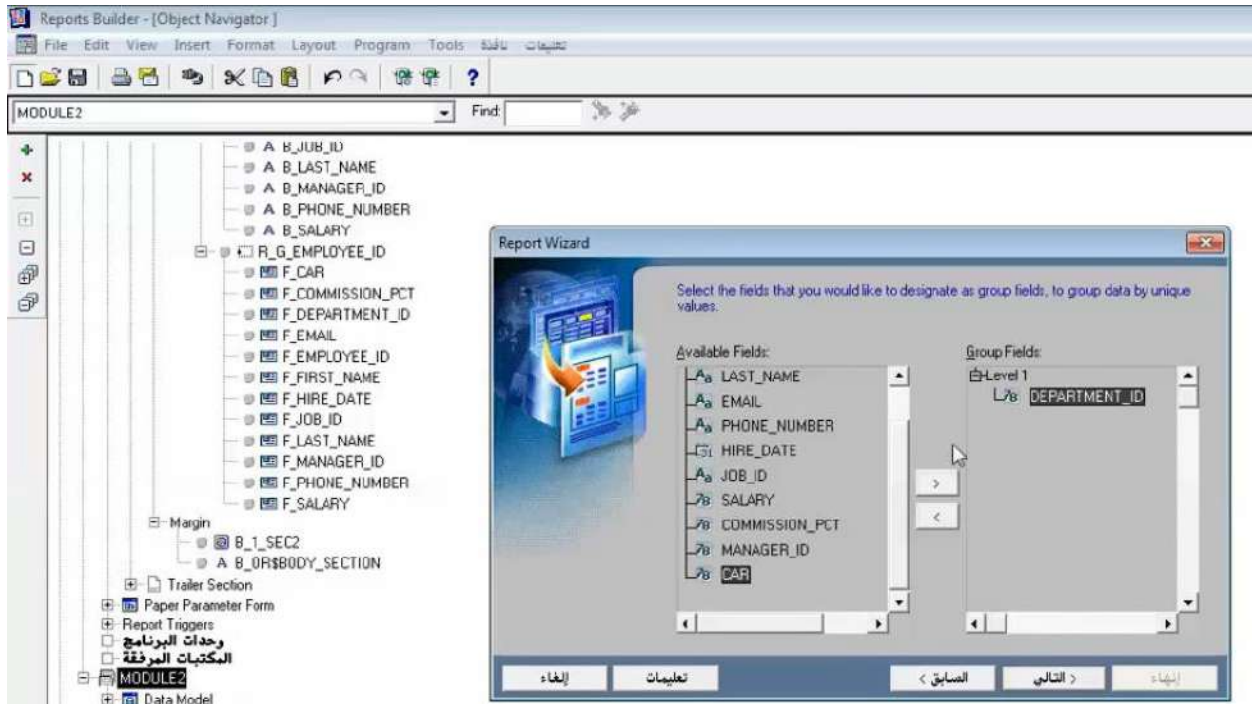 Reports Builder - [Object Navigator ]
File Edit View Insert Format Layout Program Tools نافذة تعليمات
MODULE2
Find:
A B_JOB_ID
A B_LAST_NAME
A B_MANAGER_ID
A B_PHONE_NUMBER
A B_SALARY
R_G_EMPLOYEE_ID
F_CAR
F_COMMISSION_PCT
F_DEPARTMENT_ID
F_EMAIL
F_EMPLOYEE_ID
F_FIRST_NAME
F_HIRE_DATE
F_JOB_ID
F_LAST_NAME
F_MANAGER_ID
F_PHONE_NUMBER
F_SALARY
Margin
B_1_SEC2
A B_OR$BODY_SECTION
Trailer Section
Paper Parameter Form
Report Triggers
وحدات البرنامج
المكتبات المرفقة
MODULE2
Data Model
Report Wizard
Select the fields that you would like to designate as group fields, to group data by unique
values.
Available Fields:
LAST_NAME
EMAIL
PHONE_NUMBER
HIRE_DATE
JOB_ID
SALARY
COMMISSION_PCT
MANAGER_ID
CAR
>
<
Group Fields:
Level 1
DEPARTMENT_ID
إلغاء
تعليمات
السابق >
< التالي
إنهاء